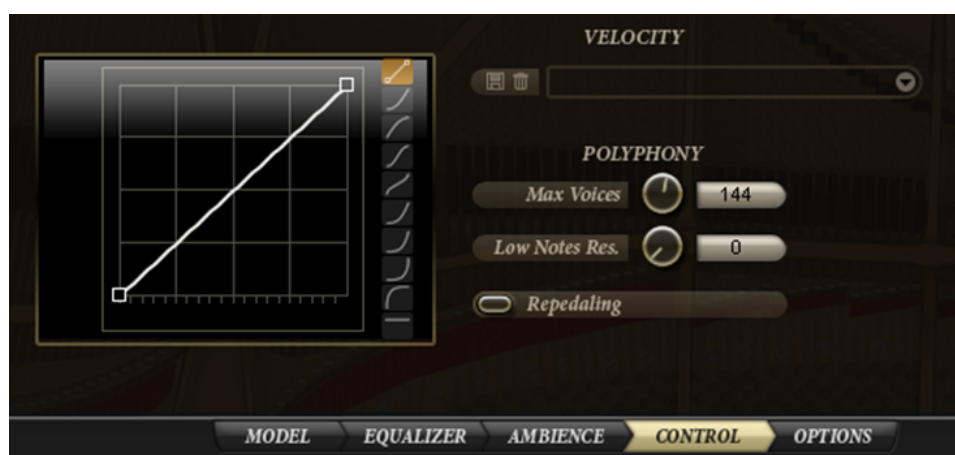 VELOCITY
POLYPHONY
Max Voices 144
Low Notes Res. 0
Repedaling
MODEL EQUALIZER AMBIENCE CONTROL OPTIONS